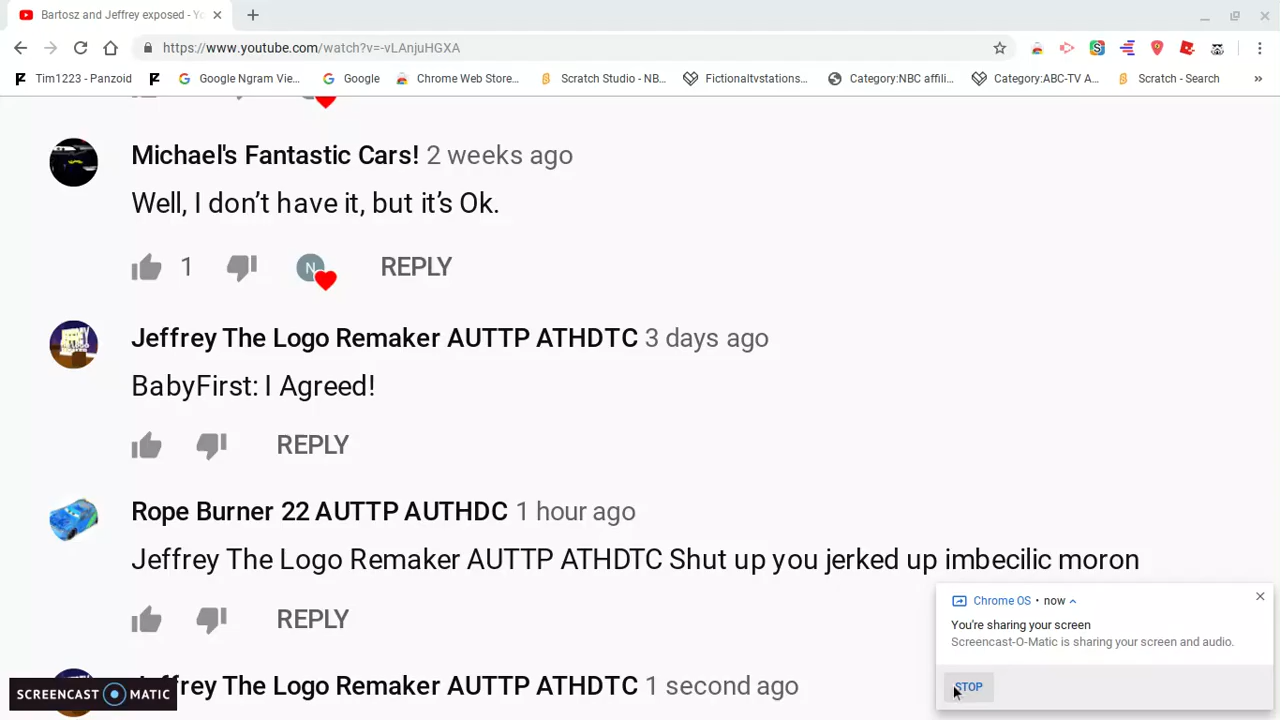 Bartosz and Jeffrey exposed - Yo
https://www.youtube.com/watch?v=-vLAnjuHGXA
Tim1223 - Panzoid
Google Ngram Vie...
Google
Chrome Web Store...
Scratch Studio - NB...
Fictionaltvstations...
Category:NBC affili...
Category:ABC-TV A...
Scratch - Search
»
Michael's Fantastic Cars! 2 weeks ago
Well, I don’t have it, but it’s Ok.
1 N REPLY
Jeffrey The Logo Remaker AUTTP ATHDTC 3 days ago
BabyFirst: I Agreed!
REPLY
Rope Burner 22 AUTTP AUTHDC 1 hour ago
Jeffrey The Logo Remaker AUTTP ATHDTC Shut up you jerked up imbecilic moron
REPLY
Jeffrey The Logo Remaker AUTTP ATHDTC 1 second ago
Chrome OS • now
You're sharing your screen
Screencast-O-Matic is sharing your screen and audio.
STOP
SCREENCAST MATIC